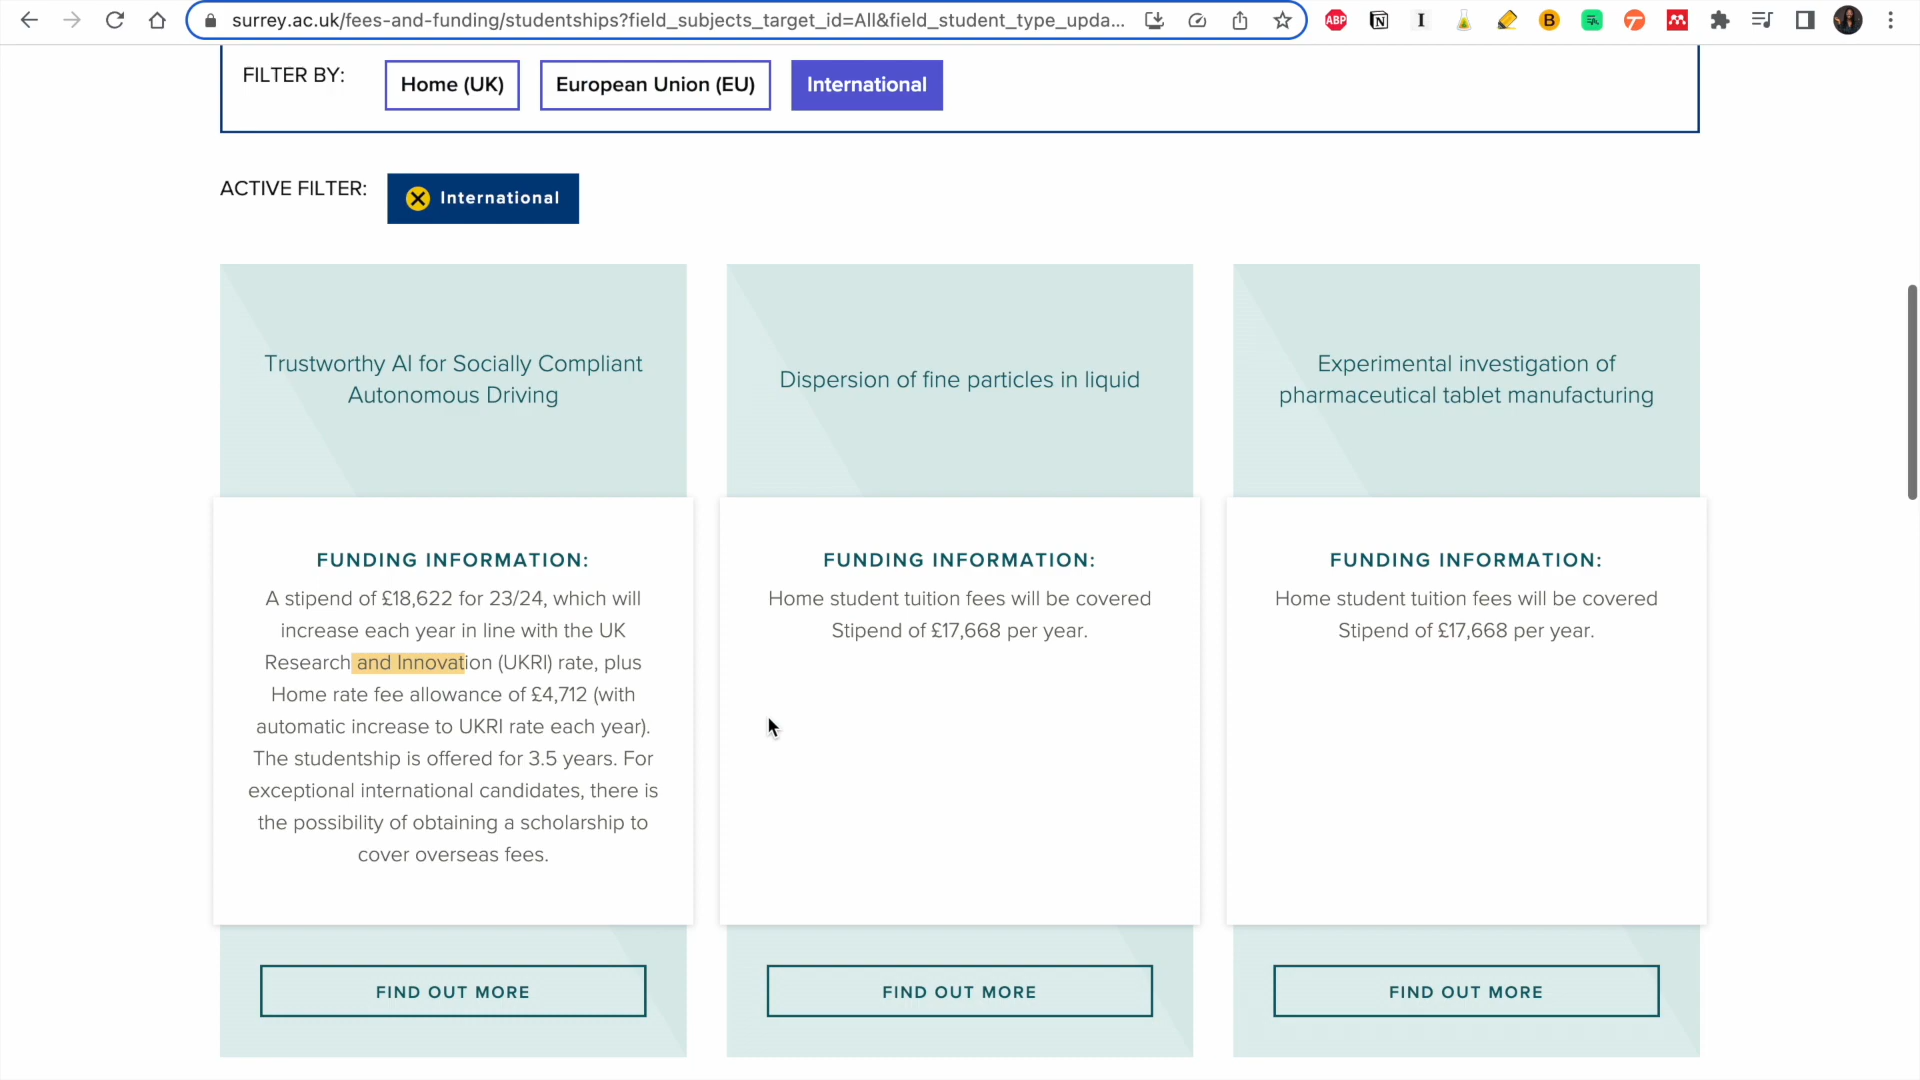 surrey.ac.uk/fees-and-funding/studentships?field_subjects_target_id=All&field_student_type_upda...
ABP
N
I
B
FILTER BY:
Home (UK)
European Union (EU)
International
ACTIVE FILTER:
International
Trustworthy AI for Socially Compliant
Autonomous Driving
FUNDING INFORMATION:
A stipend of £18,622 for 23/24, which will
increase each year in line with the UK
Research and Innovation (UKRI) rate, plus
Home rate fee allowance of £4,712 (with
automatic increase to UKRI rate each year).
The studentship is offered for 3.5 years. For
exceptional international candidates, there is
the possibility of obtaining a scholarship to
cover overseas fees.
FIND OUT MORE
Dispersion of fine particles in liquid
FUNDING INFORMATION:
Home student tuition fees will be covered
Stipend of £17,668 per year.
FIND OUT MORE
Experimental investigation of
pharmaceutical tablet manufacturing
FUNDING INFORMATION:
Home student tuition fees will be covered
Stipend of £17,668 per year.
FIND OUT MORE